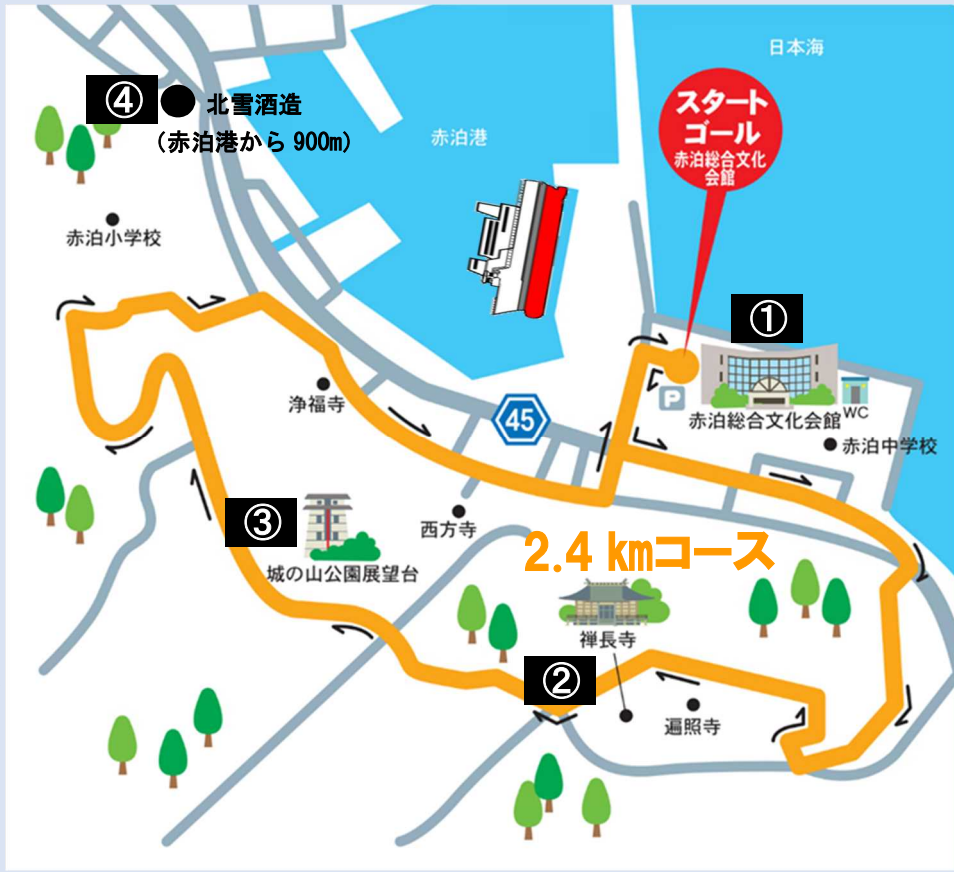 日本海
④
北雪酒造
(赤泊港から 900m)
赤泊港
スタート
ゴール
赤泊総合文化
会館
赤泊小学校
①
P
赤泊総合文化会館
WC
浄福寺
45
赤泊中学校
③
西方寺
城の山公園展望台
2.4 kmコース
禅長寺
②
遍照寺